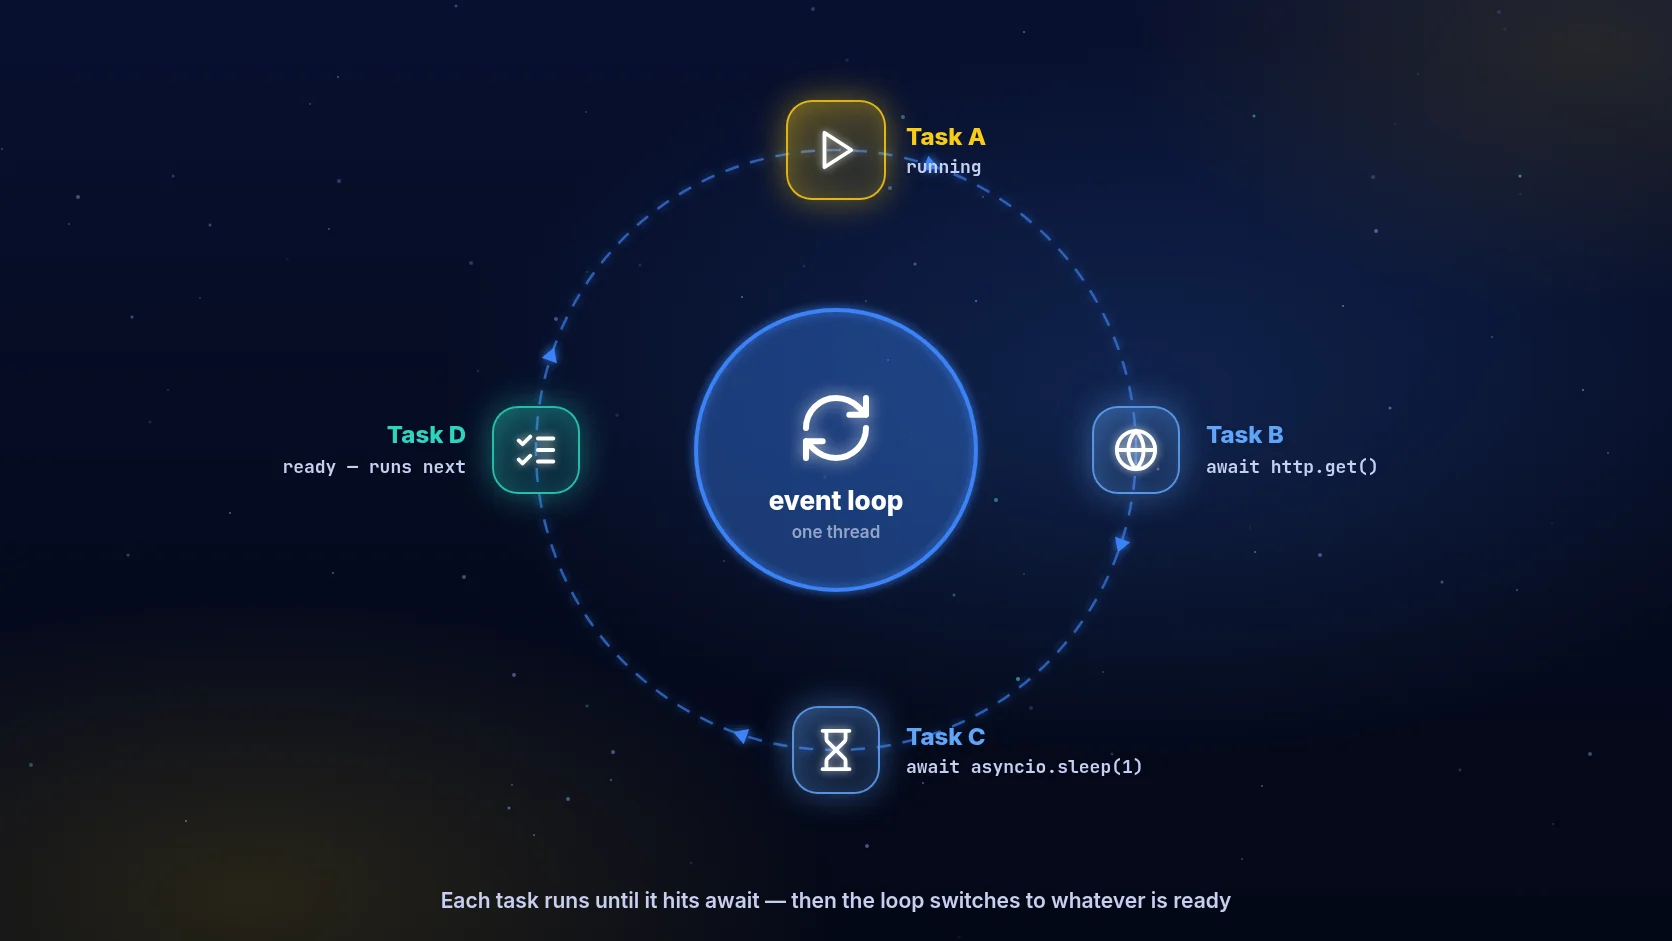 Task A
running
Task D
ready — runs next
event loop
one thread
Task B
await http.get()
Task C
await asyncio.sleep(1)
Each task runs until it hits await — then the loop switches to whatever is ready